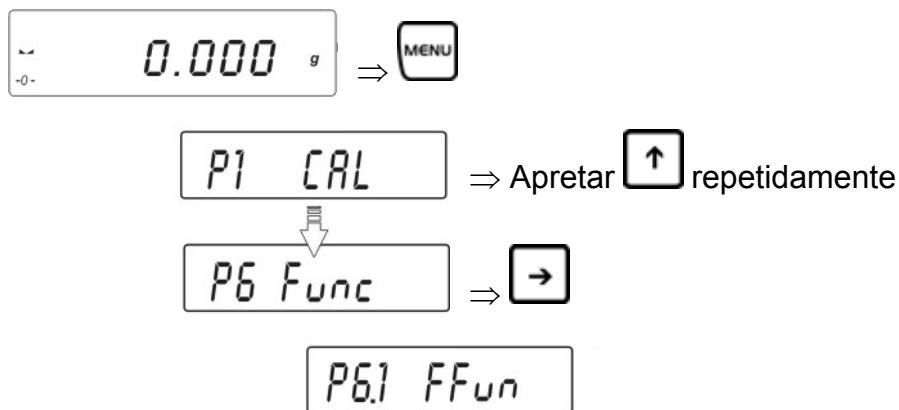 -0- 0.000 g ⇒ MENU
P1 CAL ⇒ Apretar ↑ repetidamente
P6 Func ⇒ →
P6.1 FFun